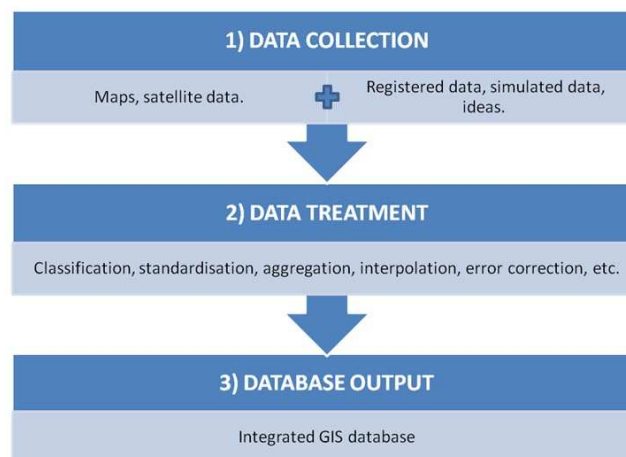 1) DATA COLLECTION
Maps, satellite data.
Registered data, simulated data,
ideas.
2) DATA TREATMENT
Classification, standardisation, aggregation, interpolation, error correction, etc.
3) DATABASE OUTPUT
Integrated GIS database